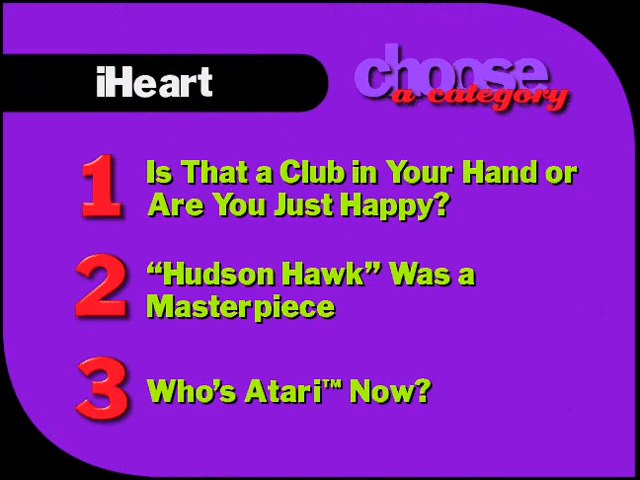 iHeart
choose
a category
1
Is That a Club in Your Hand or
Are You Just Happy?
2
“Hudson Hawk” Was a
Masterpiece
3
Who’s Atari™ Now?